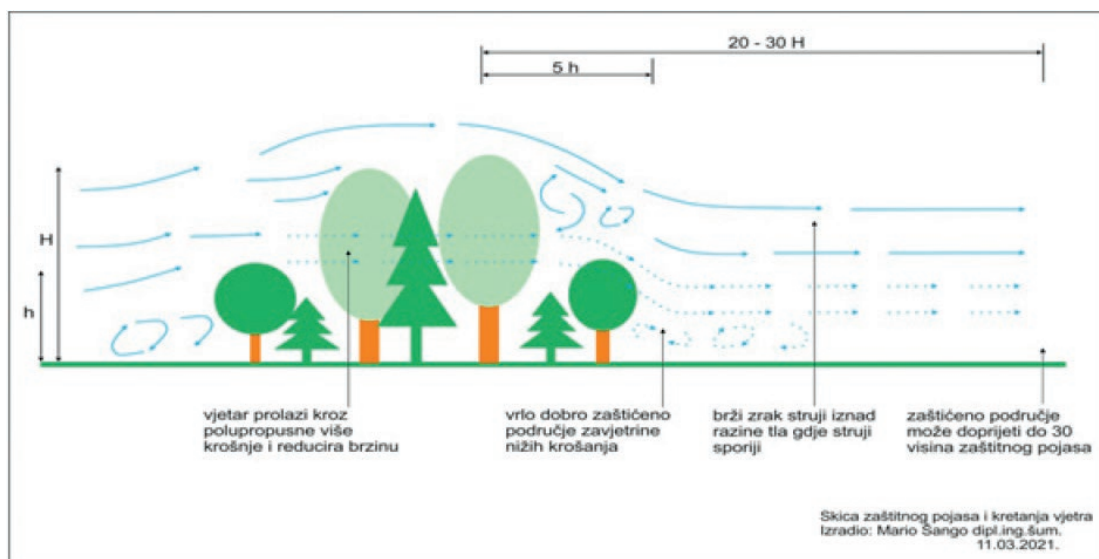 20 - 30 H
5 h
H
h
vjetar prolazi kroz
polupropusne više
krošnje i reducira brzinu
vrlo dobro zaštićeno
područje zavjetrine
nižih krošanja
brži zrak struji iznad
razine tla gdje struji
sporiji
zaštićeno područje
može doprijeti do 30
visina zaštitnog pojasa
Skica zaštitnog pojasa i kretanja vjetra
Izradio: Mario Šango dipl.ing.šum.
11.03.2021.